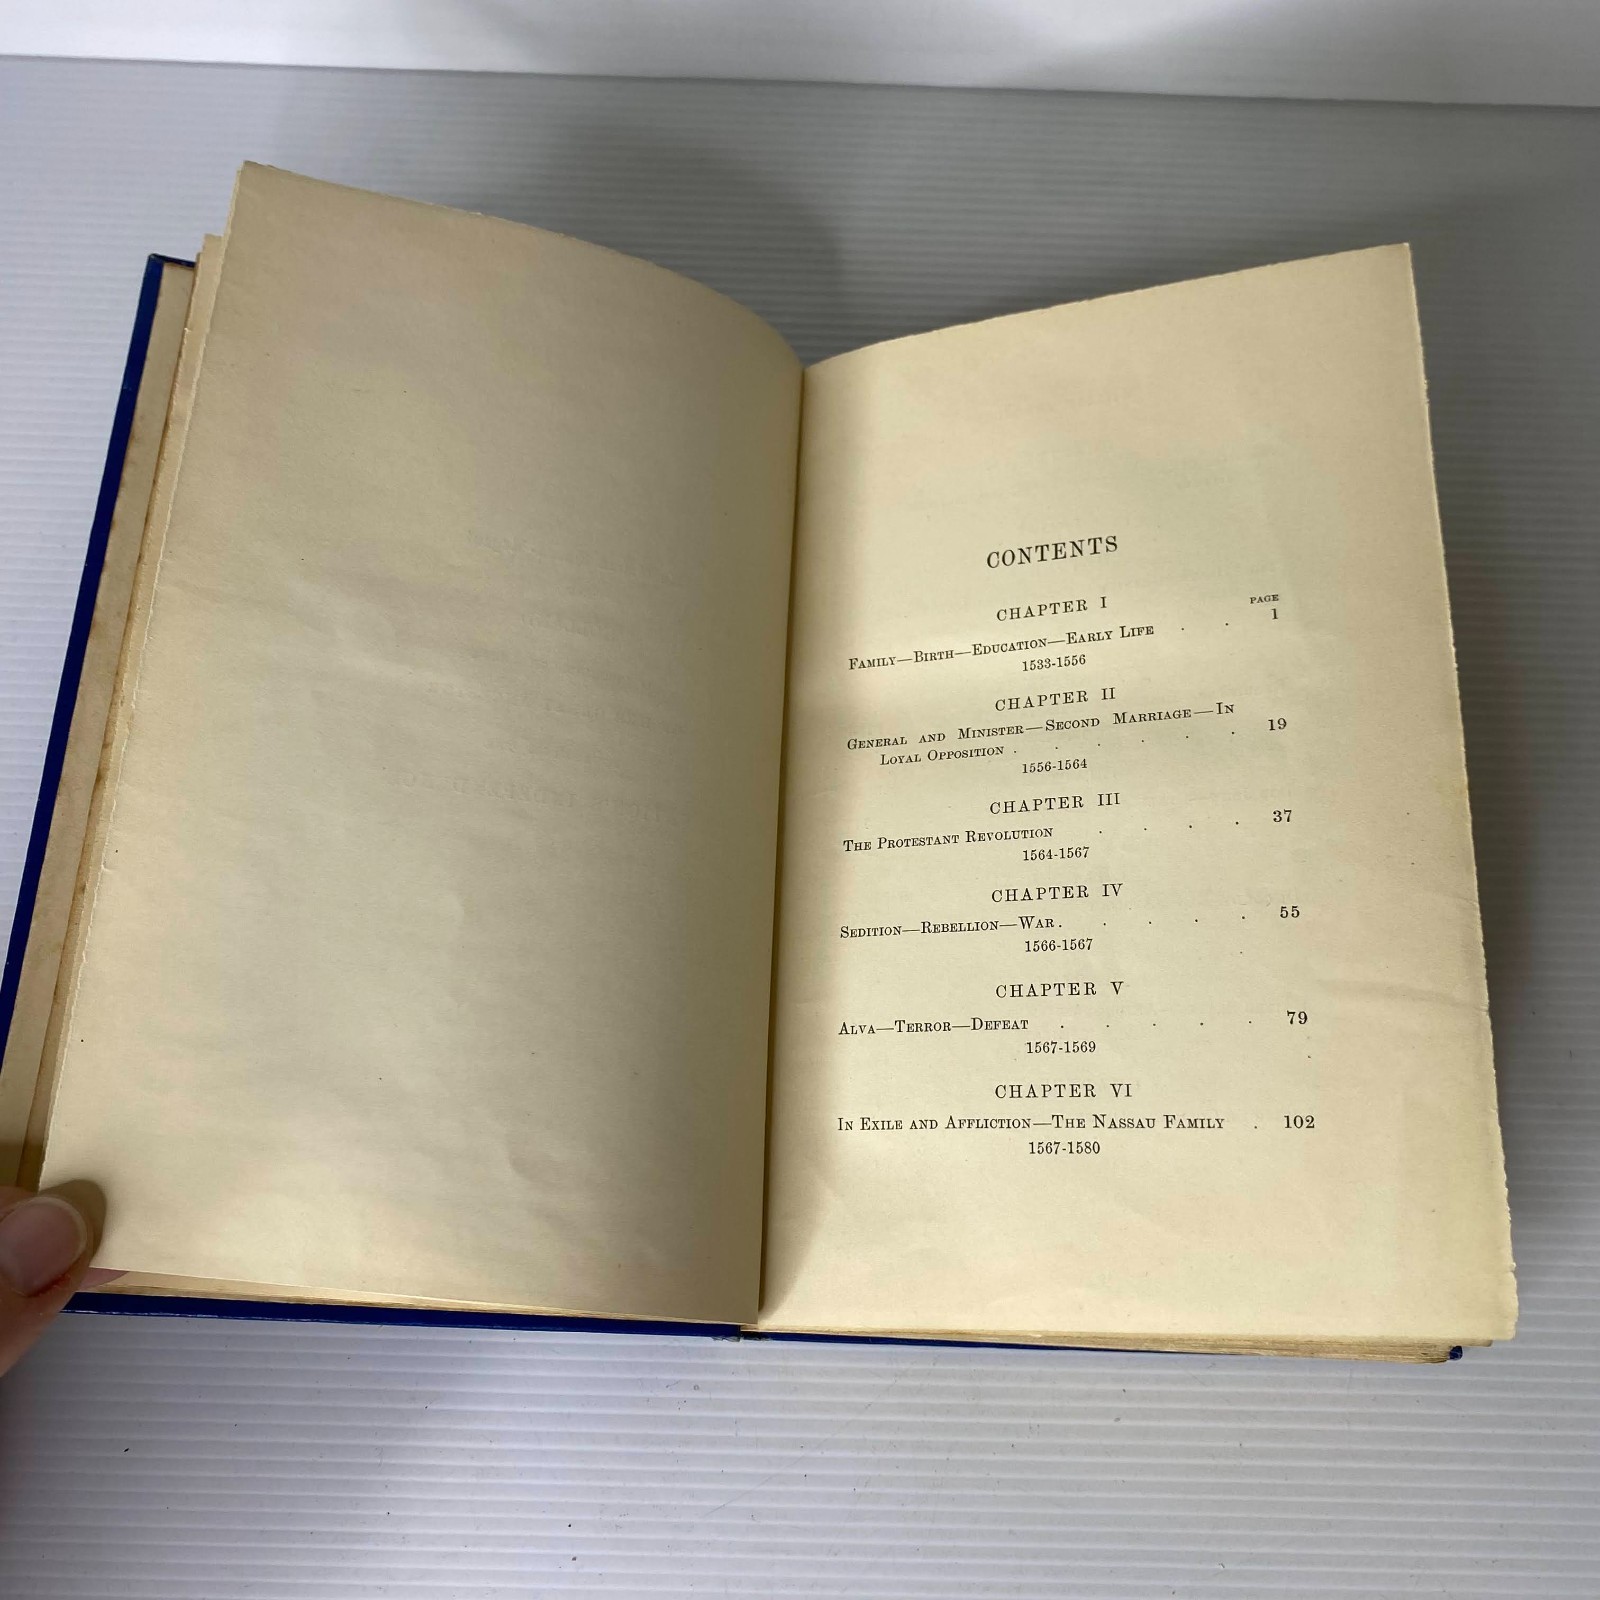 CONTENTS
CHAPTER I
PAGE
FAMILY—BIRTH—EDUCATION—EARLY LIFE . . 1
1533-1556
CHAPTER II
GENERAL AND MINISTER—SECOND MARRIAGE—IN
LOYAL OPPOSITION . . . . . . 19
1556-1564
CHAPTER III
THE PROTESTANT REVOLUTION . . . . 37
1564-1567
CHAPTER IV
SEDITION—REBELLION—WAR . . . . . 55
1566-1567
CHAPTER V
ALVA—TERROR—DEFEAT . . . . . 79
1567-1569
CHAPTER VI
IN EXILE AND AFFLICTION—THE NASSAU FAMILY . 102
1567-1580